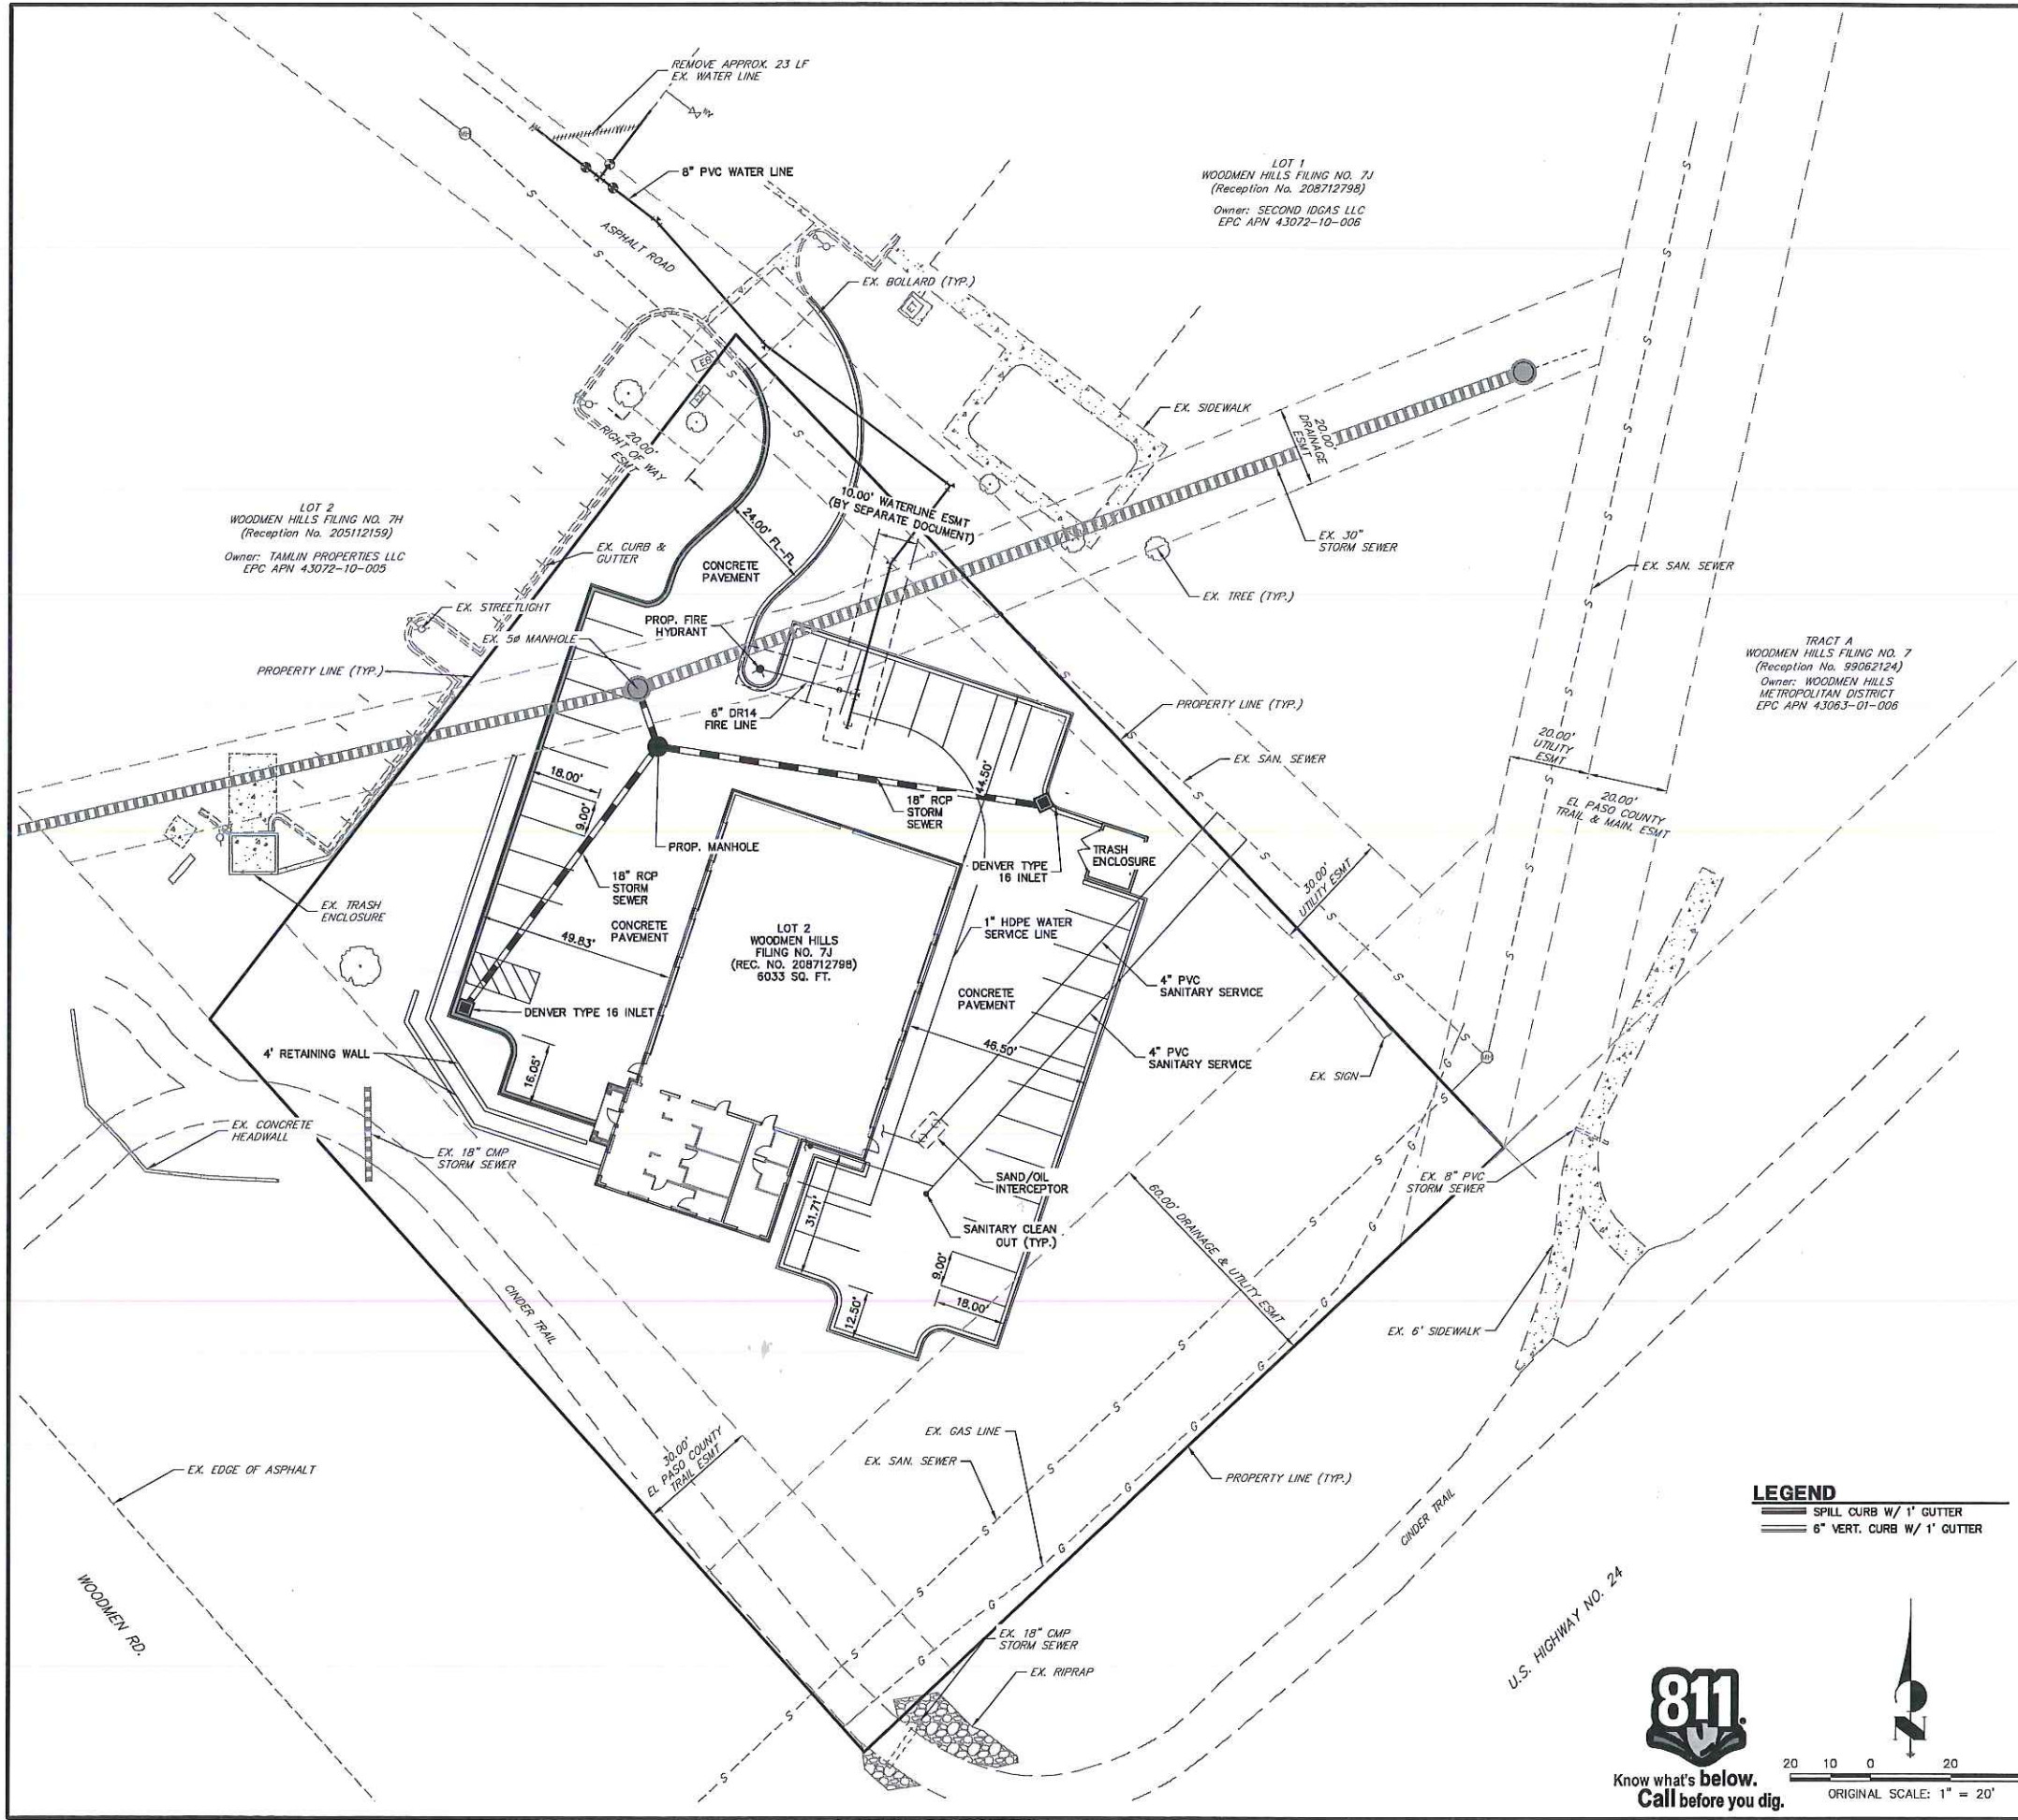 REMOVE APPROX. 23 LF
EX. WATER LINE
W
MH
8" PVC WATER LINE
LOT 1
WOODMEN HILLS FILING NO. 7J
(Reception No. 208712798)
Owner: SECOND IDGAS LLC
EPC APN 43072-10-006
ASPHALT ROAD
EX. BOLLARD (TYP.)
ET
EB
EX. SIDEWALK
20.00'
DRAINAGE
ESMT
20.00'
RIGHT OF WAY
ESMT
10.00' WATERLINE ESMT
(BY SEPARATE DOCUMENT)
24.00' FL-FL
LOT 2
WOODMEN HILLS FILING NO. 7H
(Reception No. 205112159)
Owner: TAMLIN PROPERTIES LLC
EPC APN 43072-10-005
EX. CURB &
GUTTER
CONCRETE
PAVEMENT
EX. 30"
STORM SEWER
EX. SAN. SEWER
EX. TREE (TYP.)
EX. STREETLIGHT
EX. 5ø MANHOLE
PROP. FIRE
HYDRANT
PROPERTY LINE (TYP.)
TRACT A
WOODMEN HILLS FILING NO. 7
(Reception No. 99062124)
Owner: WOODMEN HILLS
METROPOLITAN DISTRICT
EPC APN 43063-01-006
6" DR14
FIRE LINE
PROPERTY LINE (TYP.)
20.00'
UTILITY
ESMT
EX. SAN. SEWER
18.00'
44.50'
20.00'
EL PASO COUNTY
TRAIL & MAIN. ESMT
9.00'
18" RCP
STORM
SEWER
PROP. MANHOLE
TRASH
ENCLOSURE
DENVER TYPE
16 INLET
18" RCP
STORM
SEWER
30.00'
UTILITY ESMT
EX. TRASH
ENCLOSURE
CONCRETE
PAVEMENT
49.83'
LOT 2
WOODMEN HILLS
FILING NO. 7J
(REC. NO. 208712798)
6033 SQ. FT.
1" HDPE WATER
SERVICE LINE
4" PVC
SANITARY SERVICE
CONCRETE
PAVEMENT
DENVER TYPE 16 INLET
46.50'
4" PVC
SANITARY SERVICE
4' RETAINING WALL
16.05'
EX. SIGN
MH
EX. CONCRETE
HEADWALL
EX. 18" CMP
STORM SEWER
SAND/OIL
INTERCEPTOR
EX. 8" PVC
STORM SEWER
31.71'
SANITARY CLEAN
OUT (TYP.)
60.00' DRAINAGE & UTILITY ESMT
9.00'
18.00'
12.50'
CINDER TRAIL
EX. 6' SIDEWALK
EX. GAS LINE
30.00'
EL PASO COUNTY
TRAIL ESMT
EX. SAN. SEWER
EX. EDGE OF ASPHALT
PROPERTY LINE (TYP.)
CINDER TRAIL
LEGEND
SPILL CURB W/ 1' GUTTER
6" VERT. CURB W/ 1' GUTTER
WOODMEN RD.
U.S. HIGHWAY NO. 24
EX. 18" CMP
STORM SEWER
EX. RIPRAP
811
Know what's below.
Call before you dig.
N
20 10 0 20
ORIGINAL SCALE: 1" = 20'